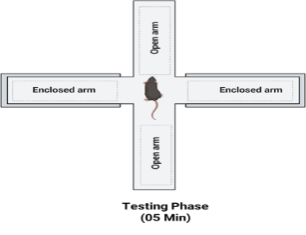 Open arm
Enclosed arm
Enclosed arm
Open arm
Testing Phase
(05 Min)